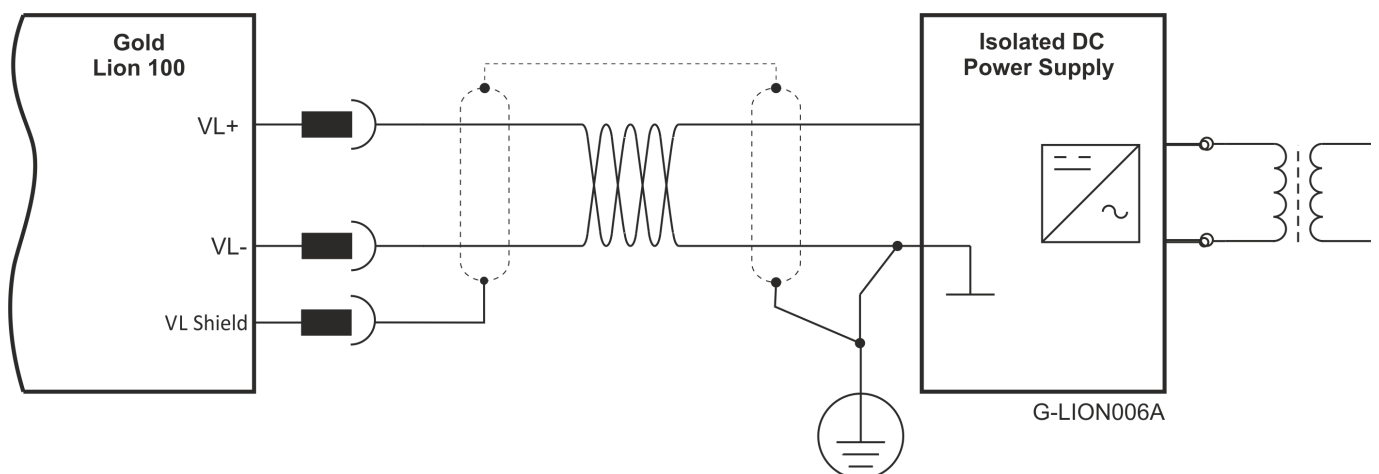 Gold
Lion 100
Isolated DC
Power Supply
VL+
VL-
VL Shield
G-LION006A